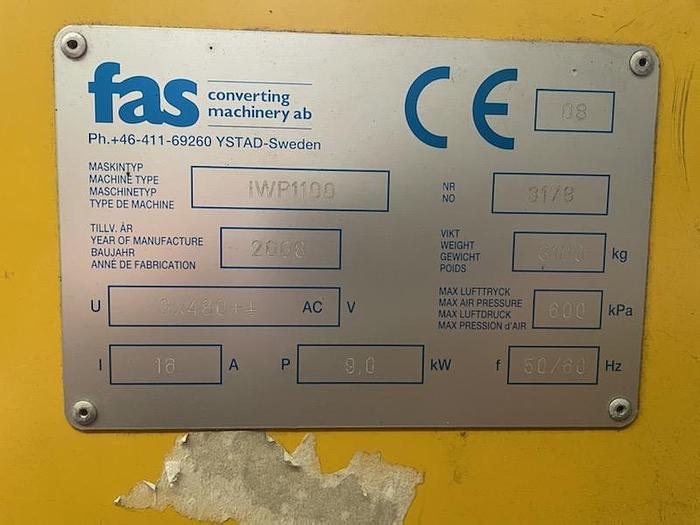 fas converting
machinery ab
CE 08
Ph.+46-411-69260 YSTAD-Sweden
MASKINTYP
MACHINE TYPE
MASCHINETYP
TYPE DE MACHINE
IWP1100
NR
NO
3178
TILLV. ÅR
YEAR OF MANUFACTURE
BAUJAHR
ANNÉ DE FABRICATION
2008
VIKT
WEIGHT
GEWICHT
POIDS
kg
U 3x480+ AC V
MAX LUFTTRYCK
MAX AIR PRESSURE
MAX LUFTDRUCK
MAX PRESSION d'AIR
600 kPa
I 16 A P 9,0 kW f 50/60 Hz